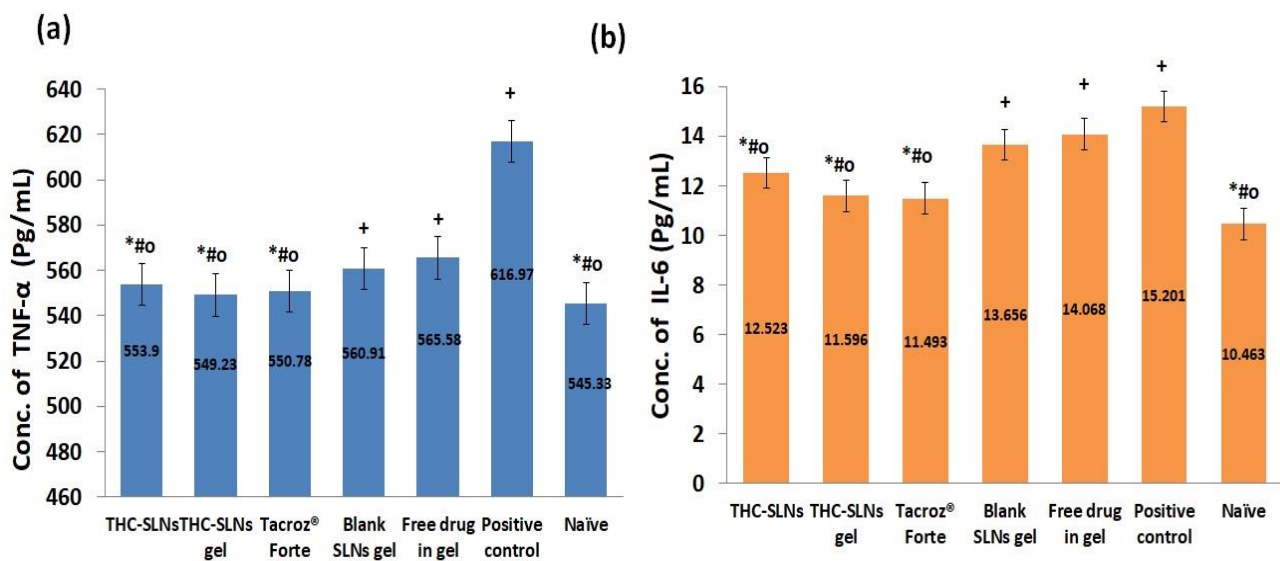 (a)
Conc. of TNF-α (Pg/mL)
640
620
600
580
560
540
520
500
480
460
*#o
*#o
*#o
+
+
+
*#o
553.9
549.23
550.78
560.91
565.58
616.97
545.33
THC-SLNs
THC-SLNs
gel
Tacroz®
Forte
Blank
SLNs gel
Free drug
in gel
Positive
control
Naïve
(b)
Conc. of IL-6 (Pg/mL)
16
14
12
10
8
6
4
2
0
*#o
*#o
*#o
+
+
+
*#o
12.523
11.596
11.493
13.656
14.068
15.201
10.463
THC-SLNs
THC-SLNs
gel
Tacroz®
Forte
Blank
SLNs gel
Free drug
in gel
Positive
control
Naïve